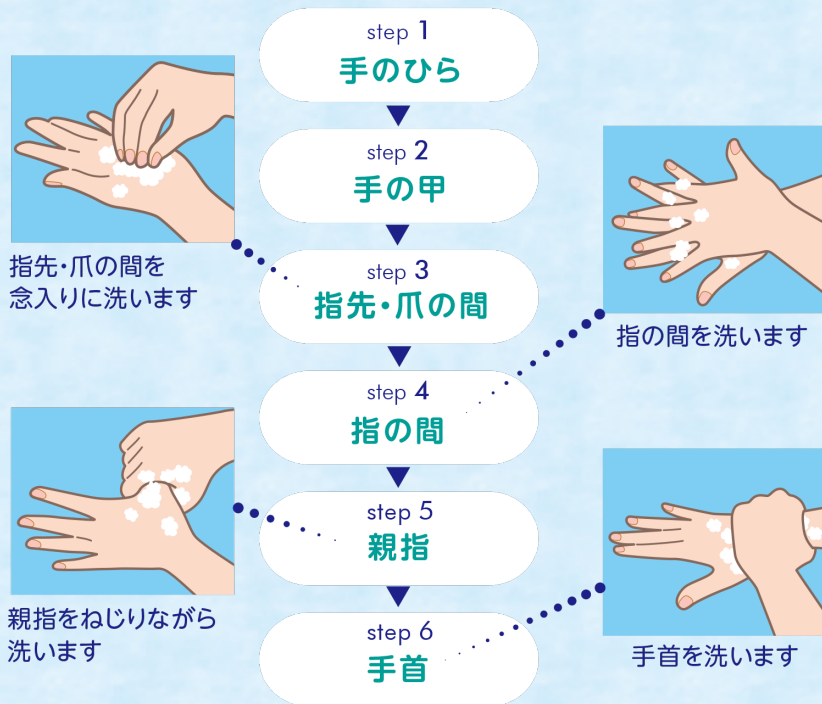 step 1
手のひら
step 2
手の甲
step 3
指先・爪の間
指先・爪の間を
念入りに洗います
step 4
指の間
指の間を洗います
step 5
親指
親指をねじりながら
洗います
step 6
手首
手首を洗います